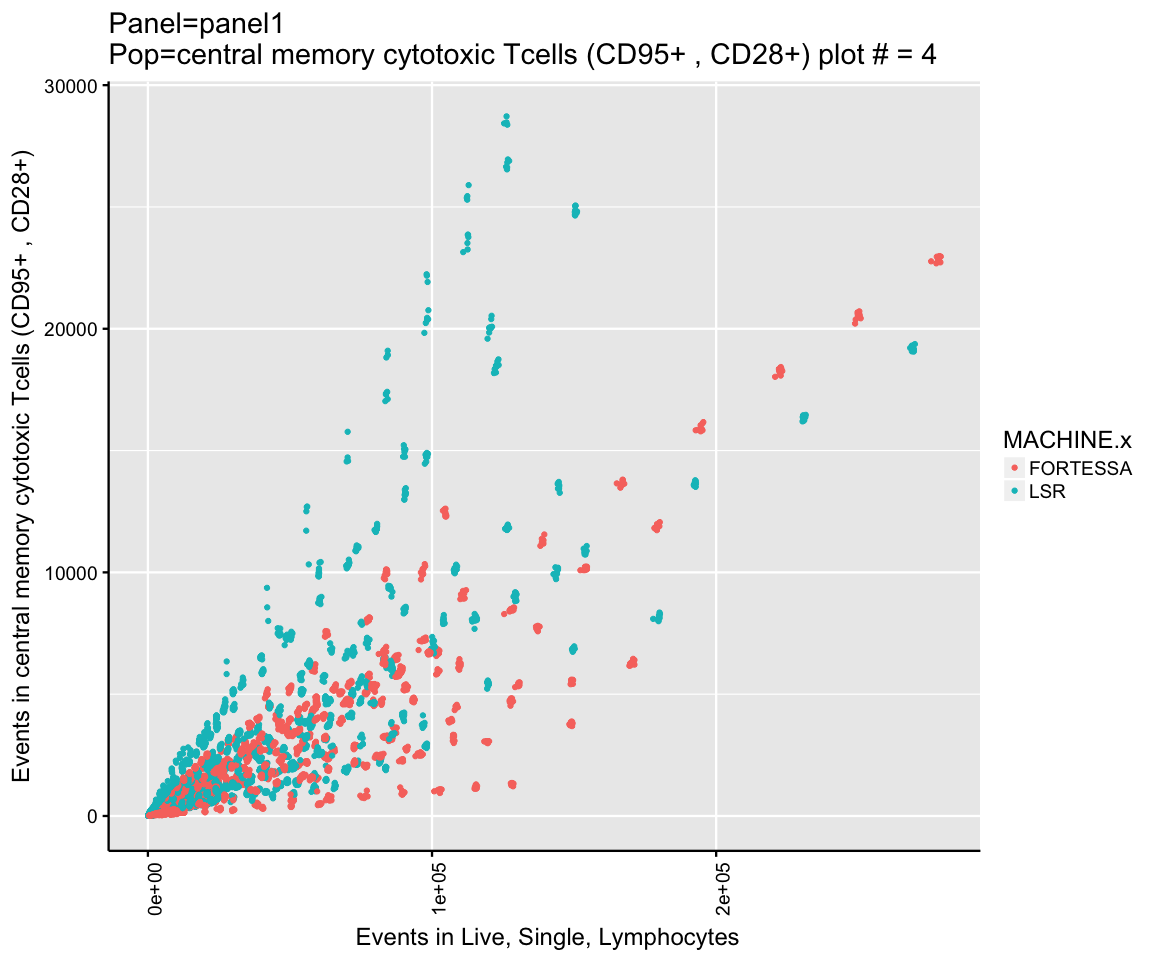 Panel=panel1
Pop=central memory cytotoxic Tcells (CD95+ , CD28+) plot # = 4
Events in central memory cytotoxic Tcells (CD95+ , CD28+)
30000
20000
10000
0
0e+00
1e+05
2e+05
Events in Live, Single, Lymphocytes
MACHINE.x
FORTESSA
LSR